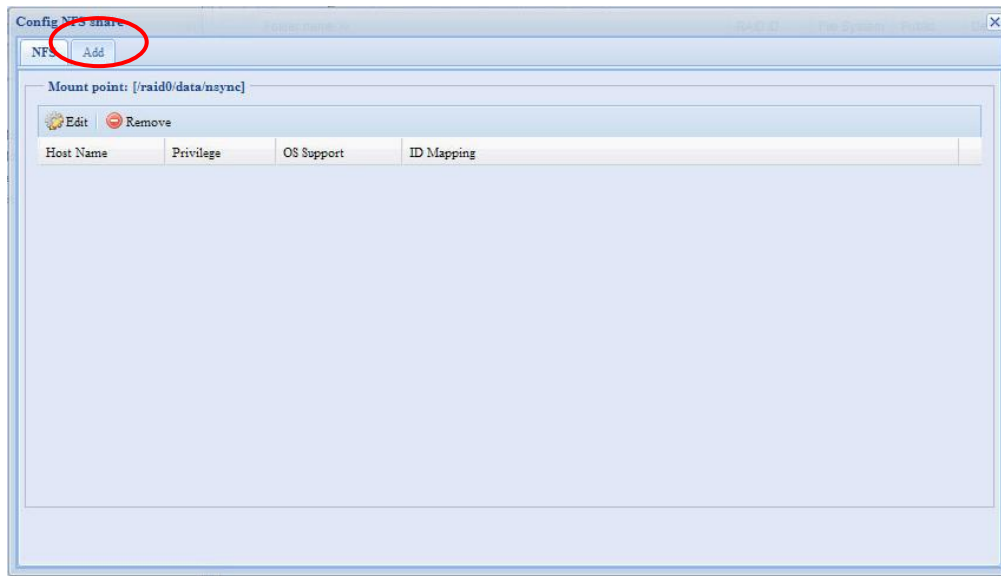 Config NFS share
NFS Add
Mount point: [/raid0/data/nsync]
Edit Remove
Host Name Privilege OS Support ID Mapping